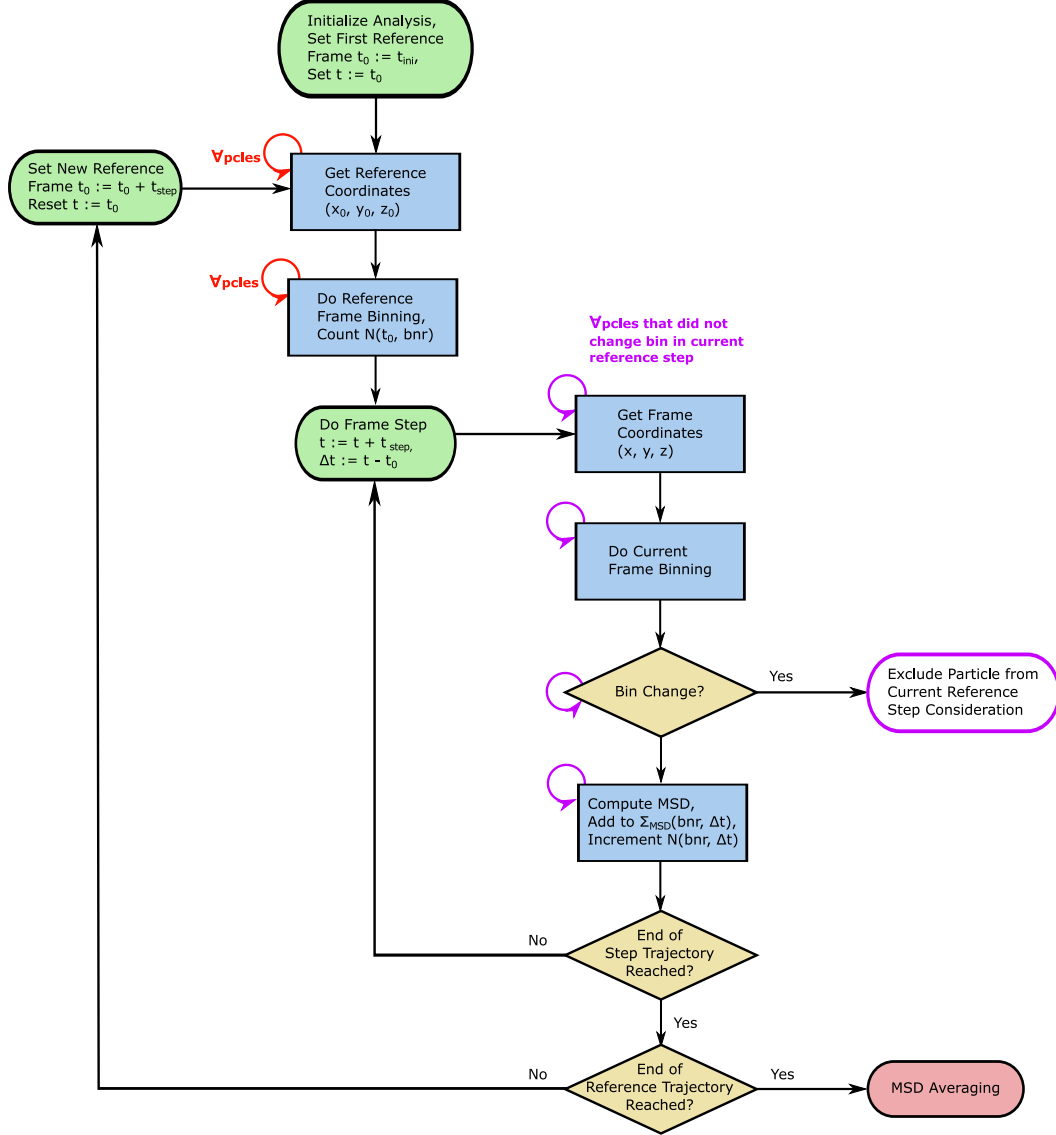 Initialize Analysis,
Set First Reference
Frame t₀ := t_ini,
Set t := t₀
∀pcles
Set New Reference
Frame t₀ := t₀ + t_step
Reset t := t₀
Get Reference
Coordinates
(x₀, y₀, z₀)
∀pcles
Do Reference
Frame Binning,
Count N(t₀, bnr)
∀pcles that did not
change bin in current
reference step
Do Frame Step
t := t + t_step,
Δt := t - t₀
Get Frame
Coordinates
(x, y, z)
Do Current
Frame Binning
Bin Change?
Yes
Exclude Particle from
Current Reference
Step Consideration
Compute MSD,
Add to Σ_MSD(bnr, Δt),
Increment N(bnr, Δt)
No
End of
Step Trajectory
Reached?
Yes
No
End of
Reference Trajectory
Reached?
Yes
MSD Averaging